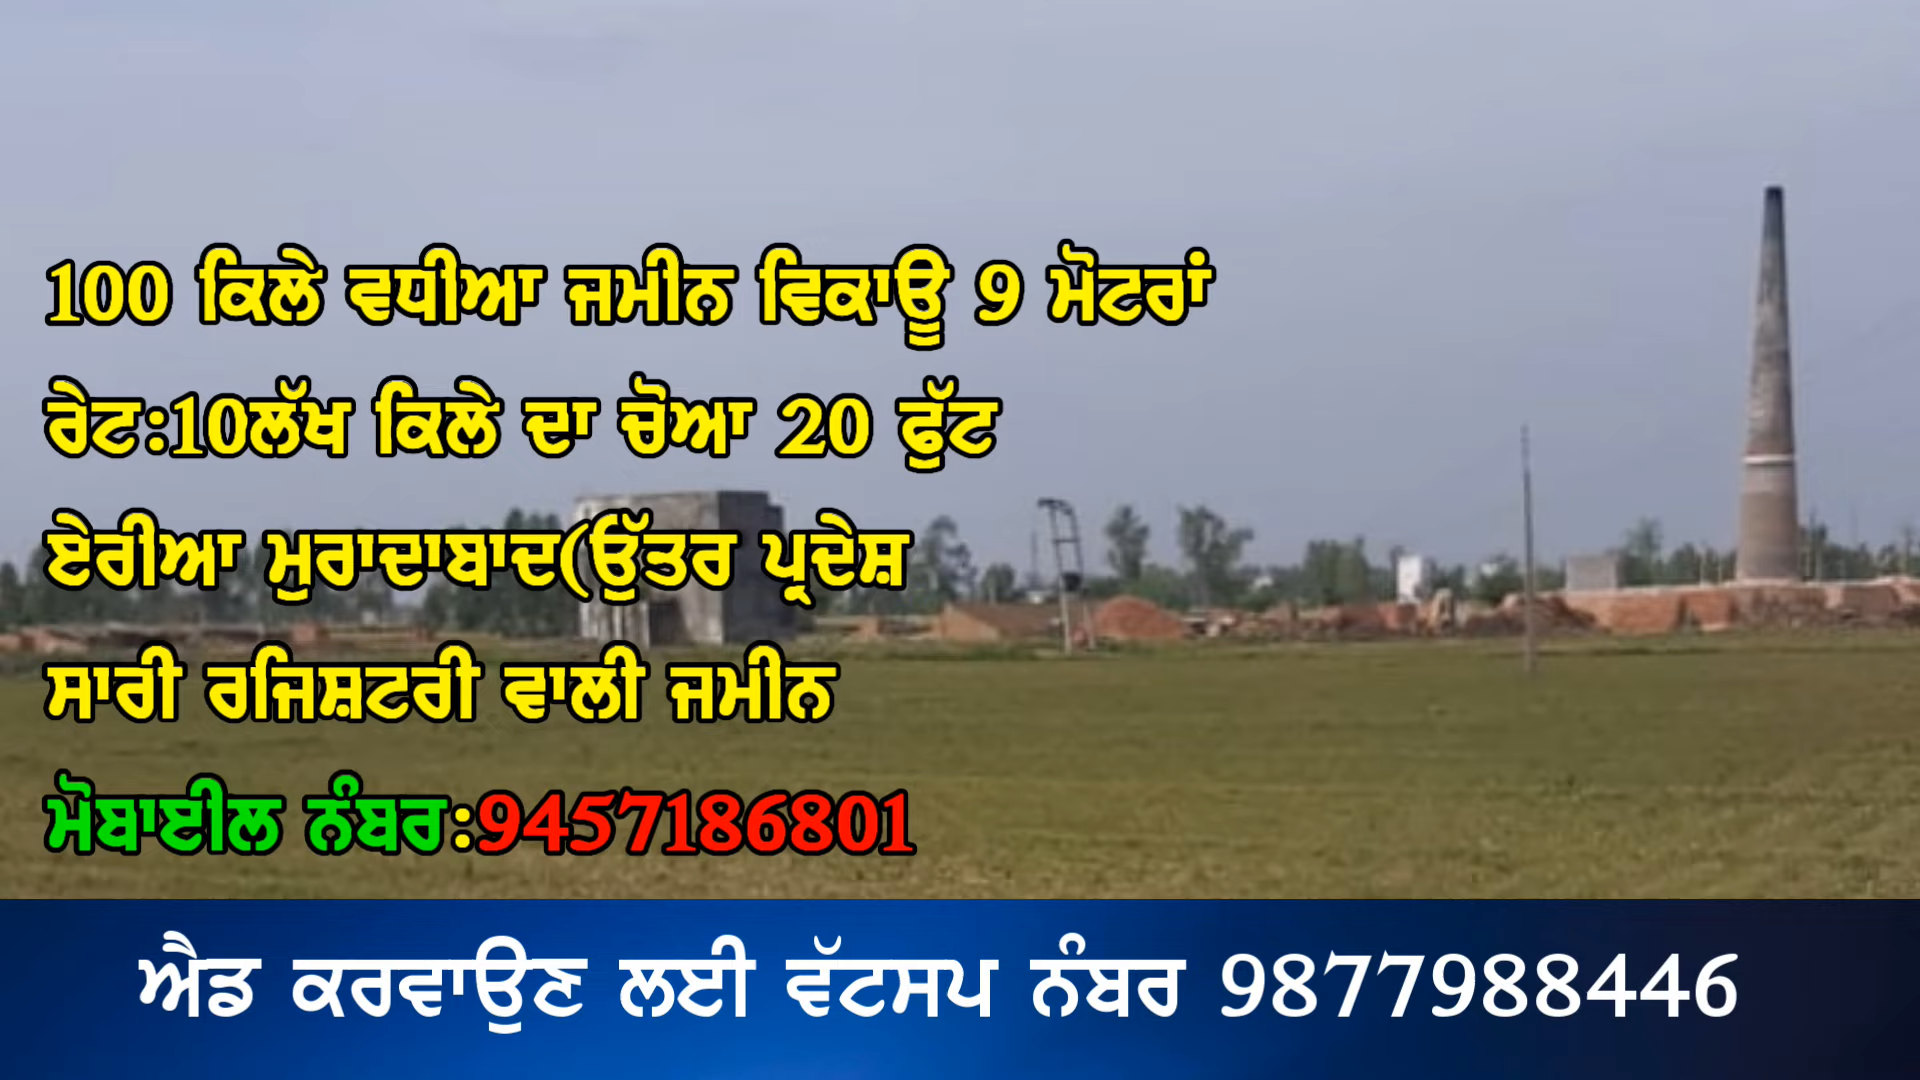 100 ਕਿਲੇ ਵਧੀਆ ਜਮੀਨ ਵਿਕਾਊ 9 ਮੋਟਰਾਂ
ਰੇਟ:10ਲੱਖ ਕਿਲੇ ਦਾ ਚੋਆ 20 ਫੁੱਟ
ਏਰੀਆ ਮੁਰਾਦਾਬਾਦ(ਉੱਤਰ ਪ੍ਰਦੇਸ਼
ਸਾਰੀ ਰਜਿਸ਼ਟਰੀ ਵਾਲੀ ਜਮੀਨ
ਮੋਬਾਈਲ ਨੰਬਰ:9457186801
ਐਡ ਕਰਵਾਉਣ ਲਈ ਵੱਟਸਪ ਨੰਬਰ 9877988446